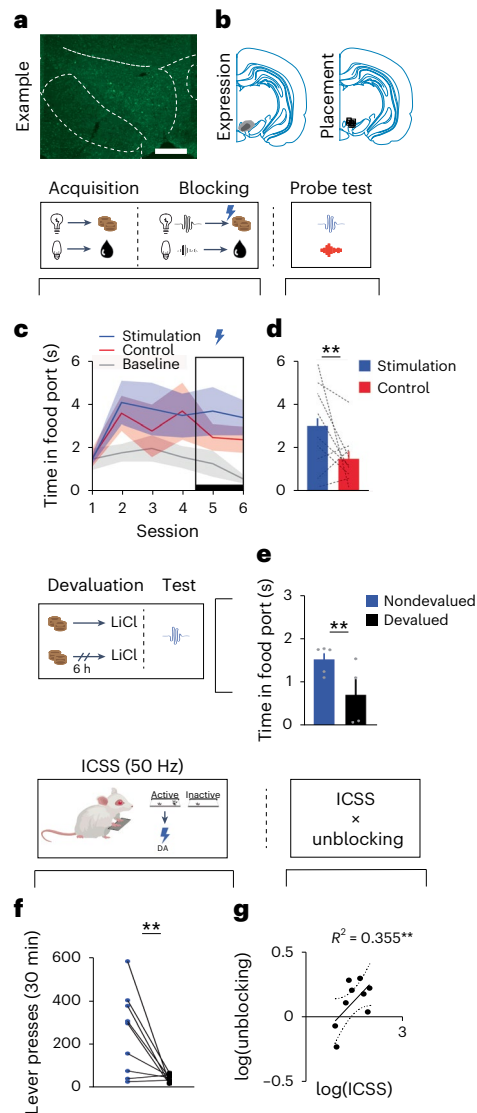 a
Example
b
Expression
Placement
Acquisition
Blocking
Probe test
c
Stimulation
Control
Baseline
Time in food port (s)
6
4
2
0
1 2 3 4 5 6
Session
d
**
6
4
2
0
Stimulation
Control
Devaluation
Test
LiCl
LiCl
6 h
e
Time in food port (s)
3
2
1
0
**
Nondevalued
Devalued
ICSS (50 Hz)
Active
Inactive
DA
ICSS
×
unblocking
f
**
Lever presses (30 min)
600
400
200
0
g
R² = 0.355**
log(unblocking)
0.5
0
–0.5
3
log(ICSS)